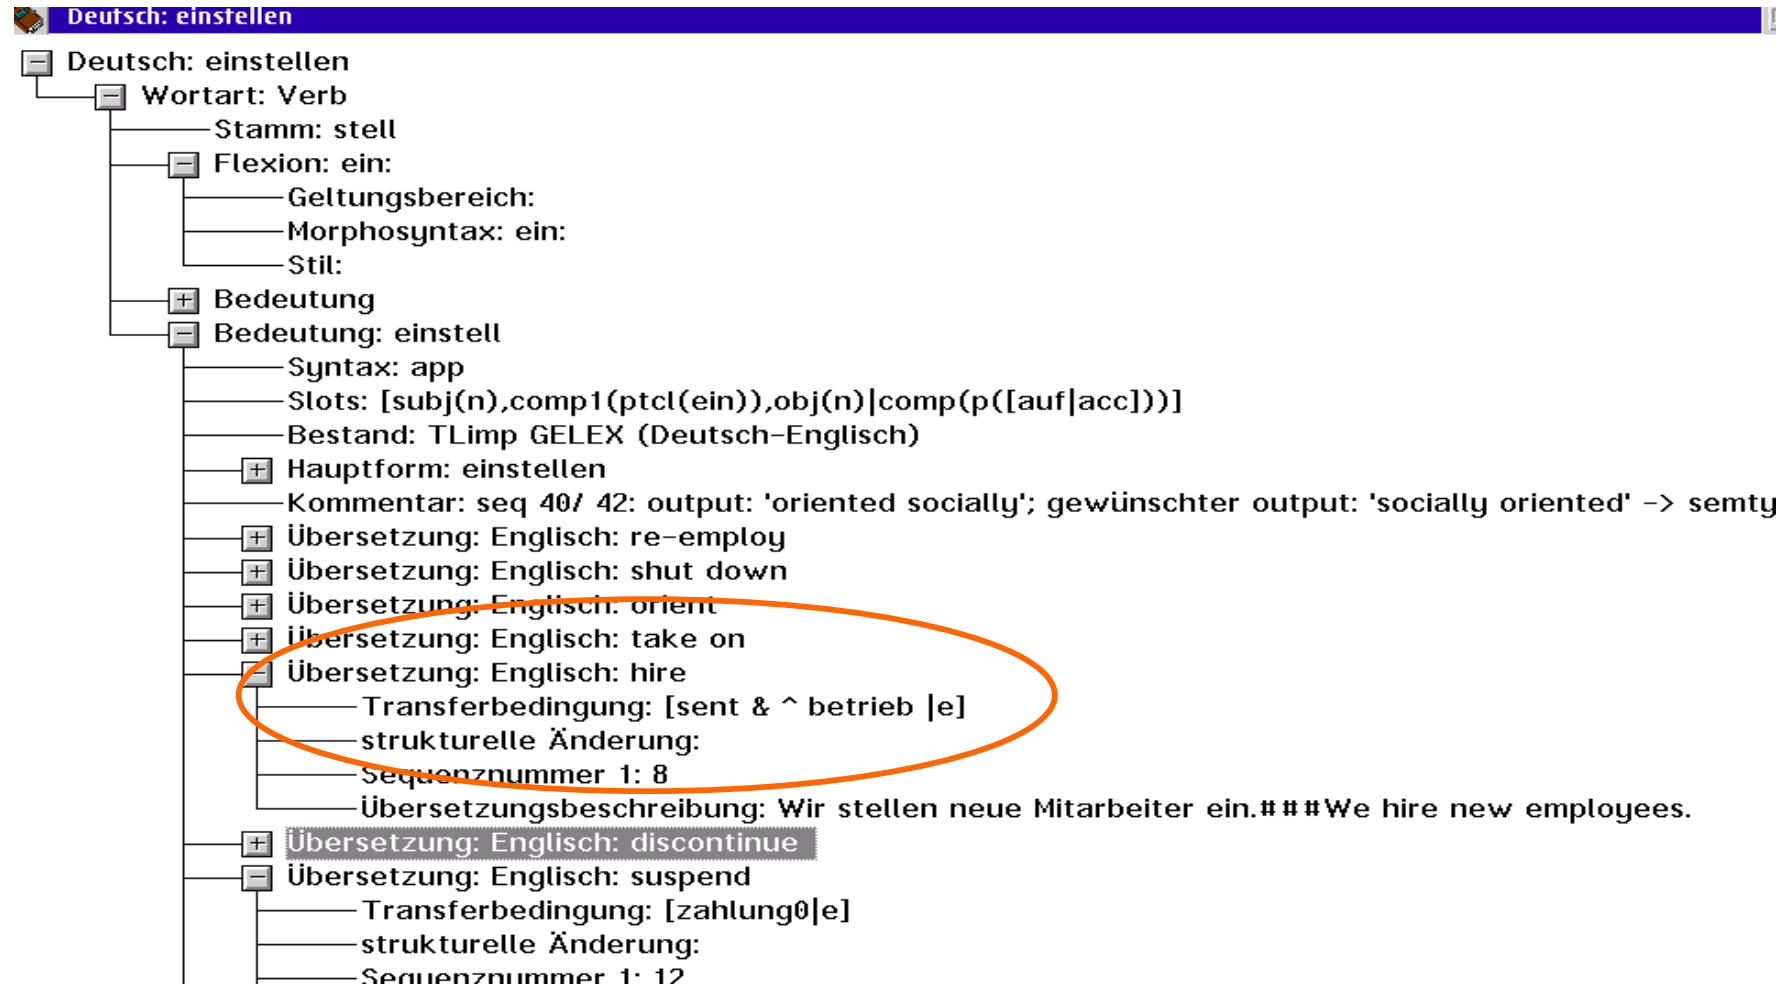 Deutsch: einstellen
Deutsch: einstellen
Wortart: Verb
Stamm: stell
Flexion: ein:
Geltungsbereich:
Morphosyntax: ein:
Stil:
Bedeutung
Bedeutung: einstell
Syntax: app
Slots: [subj(n),comp1(ptcl(ein)),obj(n)|comp(p([auf|acc]))]
Bestand: TLimp GELEX (Deutsch-Englisch)
Hauptform: einstellen
Kommentar: seq 40/ 42: output: 'oriented socially'; gewünschter output: 'socially oriented' -> semty
Übersetzung: Englisch: re-employ
Übersetzung: Englisch: shut down
Übersetzung: Englisch: orient
Übersetzung: Englisch: take on
Übersetzung: Englisch: hire
Transferbedingung: [sent & ^ betrieb |e]
strukturelle Änderung:
Sequenznummer 1: 8
Übersetzungsbeschreibung: Wir stellen neue Mitarbeiter ein.###We hire new employees.
Übersetzung: Englisch: discontinue
Übersetzung: Englisch: suspend
Transferbedingung: [zahlung0|e]
strukturelle Änderung:
Sequenznummer 1: 12